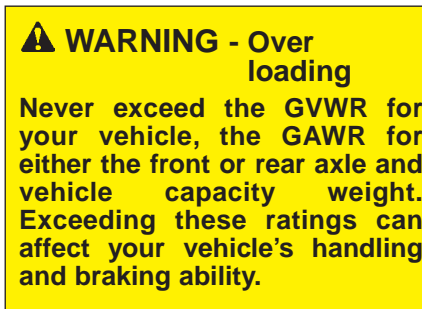 WARNING - Over
loading
Never exceed the GVWR for
your vehicle, the GAWR for
either the front or rear axle and
vehicle capacity weight.
Exceeding these ratings can
affect your vehicle's handling
and braking ability.